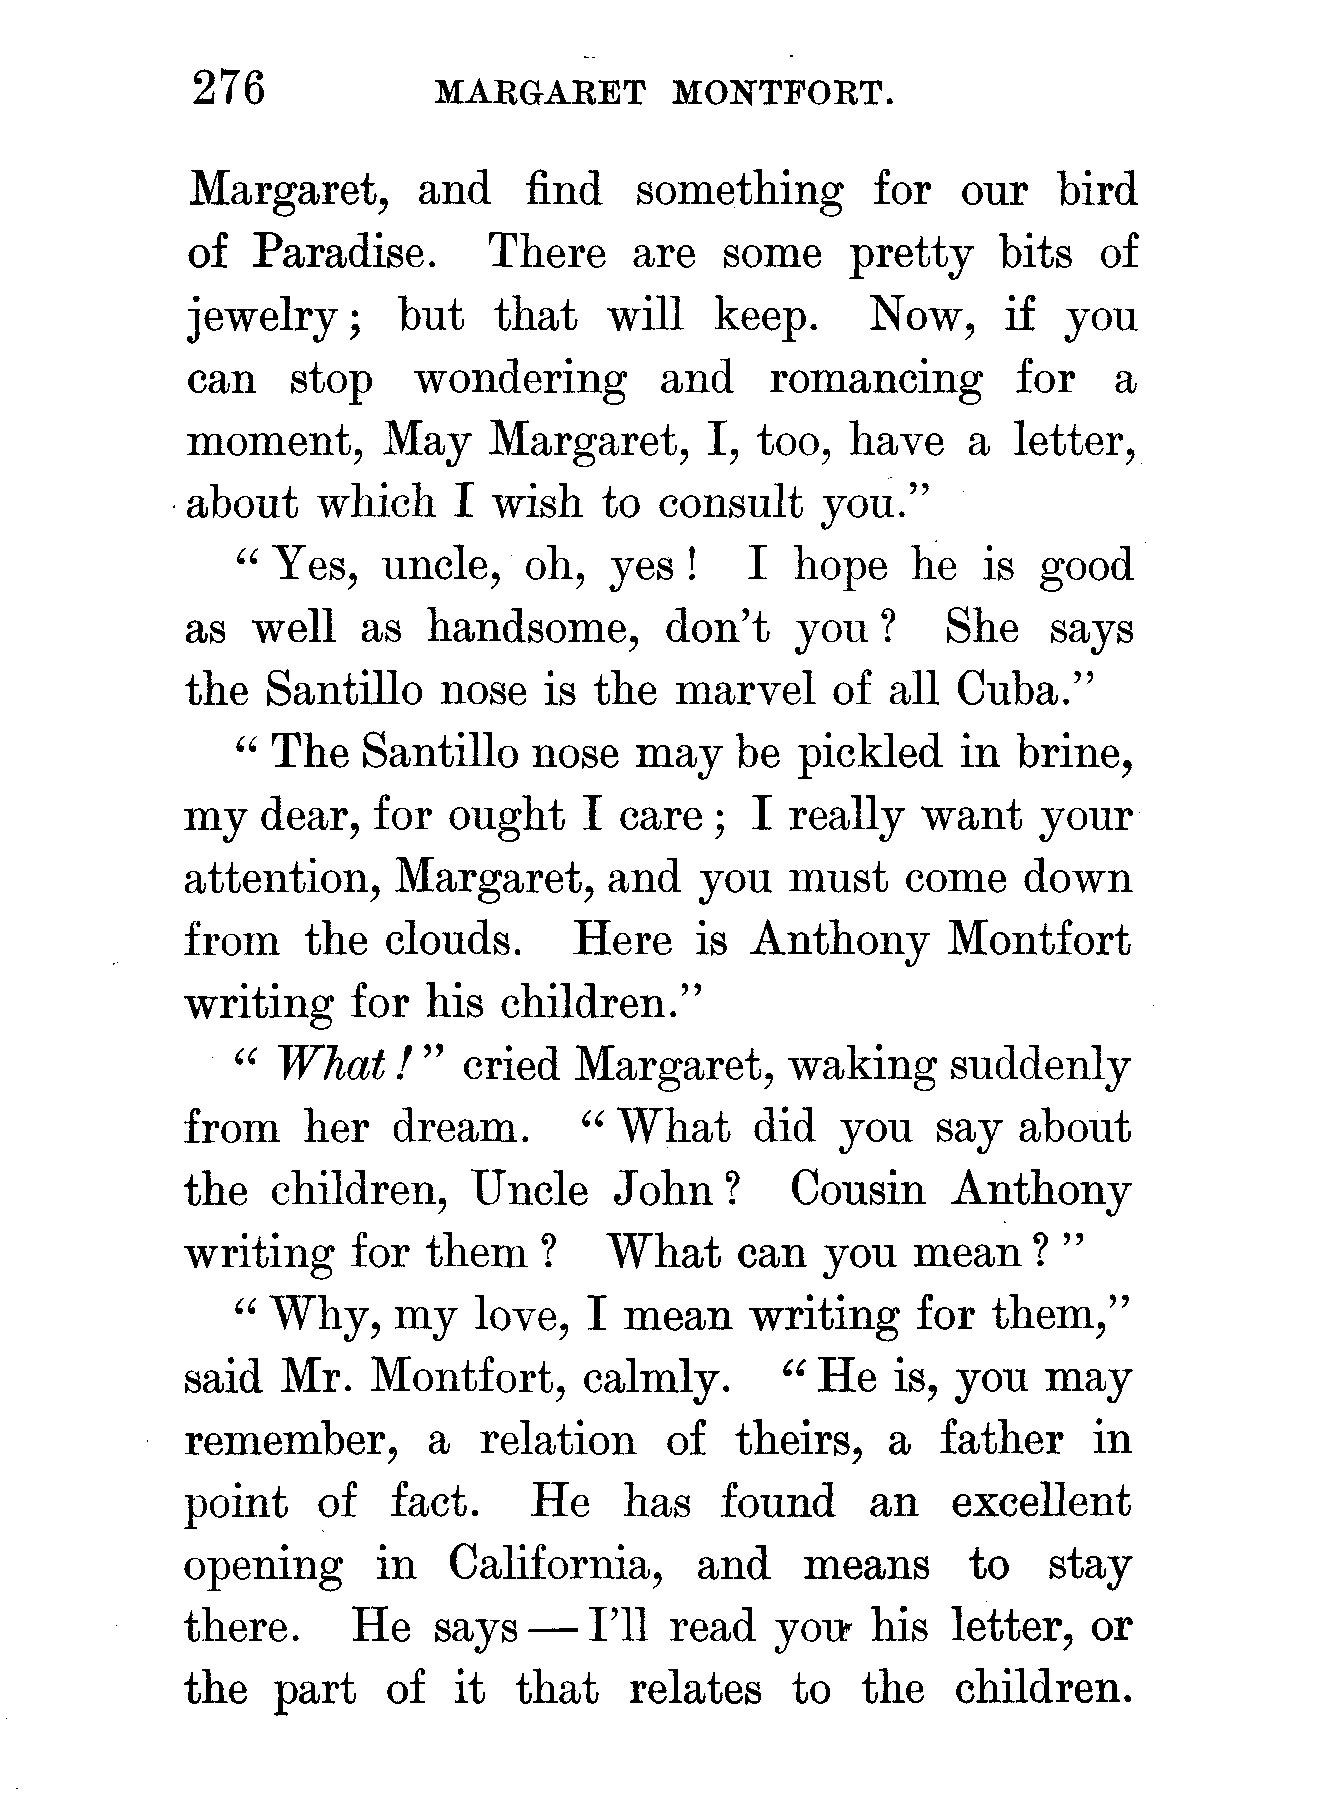 276 MARGARET MONTFORT.
Margaret, and find something for our bird
of Paradise. There are some pretty bits of
jewelry; but that will keep. Now, if you
can stop wondering and romancing for a
moment, May Margaret, I, too, have a letter,
about which I wish to consult you."
"Yes, uncle, oh, yes! I hope he is good
as well as handsome, don't you? She says
the Santillo nose is the marvel of all Cuba."
"The Santillo nose may be pickled in brine,
my dear, for ought I care; I really want your
attention, Margaret, and you must come down
from the clouds. Here is Anthony Montfort
writing for his children."
"What!" cried Margaret, waking suddenly
from her dream. "What did you say about
the children, Uncle John? Cousin Anthony
writing for them? What can you mean?"
"Why, my love, I mean writing for them,"
said Mr. Montfort, calmly. "He is, you may
remember, a relation of theirs, a father in
point of fact. He has found an excellent
opening in California, and means to stay
there. He says — I'll read your his letter, or
the part of it that relates to the children.